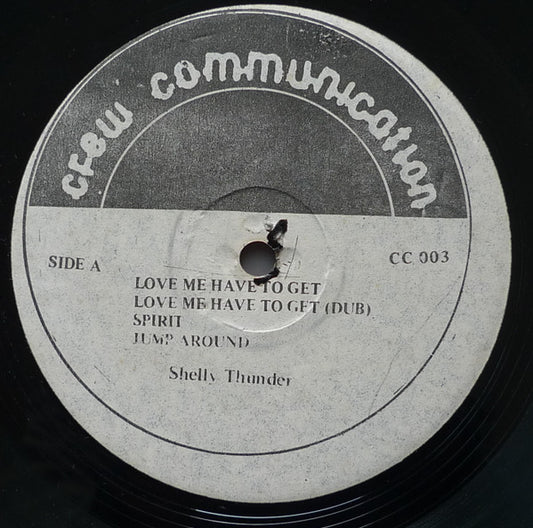 crew communication
SIDE A
CC 003
LOVE ME HAVE TO GET
LOVE ME HAVE TO GET (DUB)
SPIRIT
JUMP AROUND
Shelly Thunder